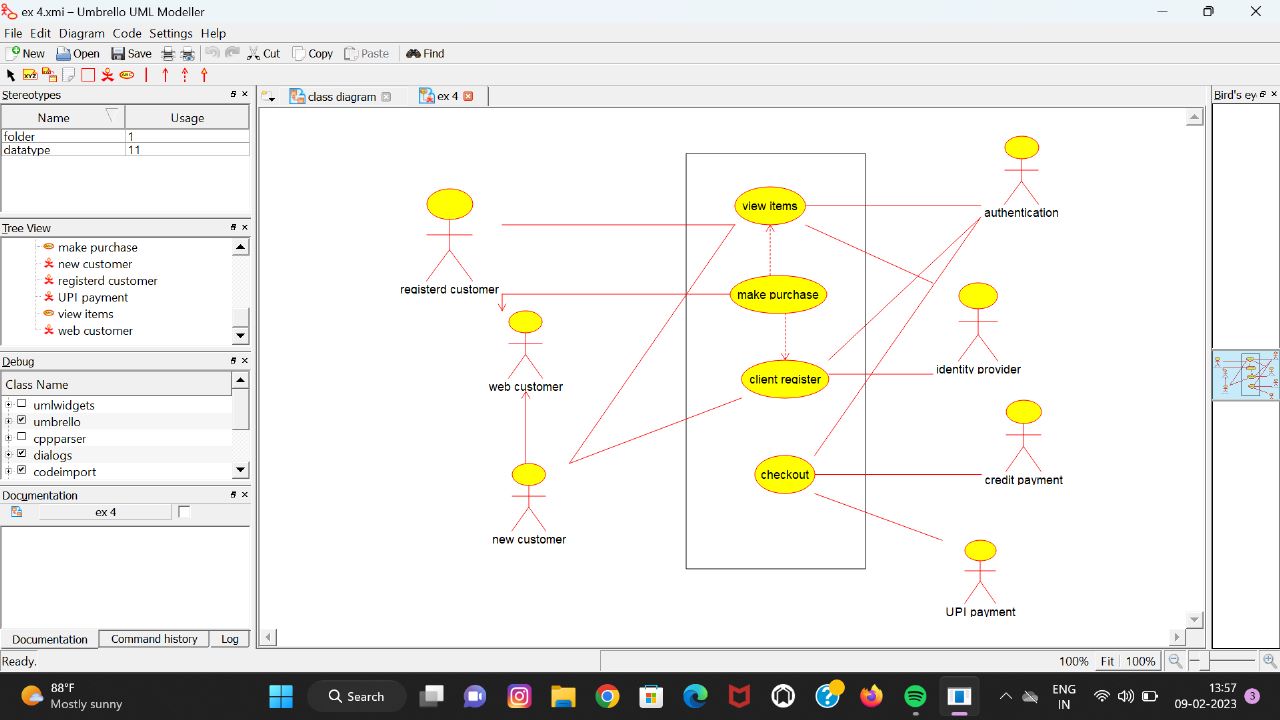 ex 4.xmi – Umbrello UML Modeller
File Edit Diagram Code Settings Help
New Open Save Cut Copy Paste Find
XYZ
ABC
Stereotypes
Name Usage
folder 1
datatype 11
Tree View
make purchase
new customer
registerd customer
UPI payment
view items
web customer
Debug
Class Name
umlwidgets
umbrello
cppparser
dialogs
codeimport
Documentation
ex 4
Documentation Command history Log
class diagram ex 4
Bird's ey
registerd customer
web customer
new customer
view items
make purchase
client register
checkout
authentication
identity provider
credit payment
UPI payment
Ready.
100% Fit 100%
88°F
Mostly sunny
Search
ENG
IN
13:57
09-02-2023
3